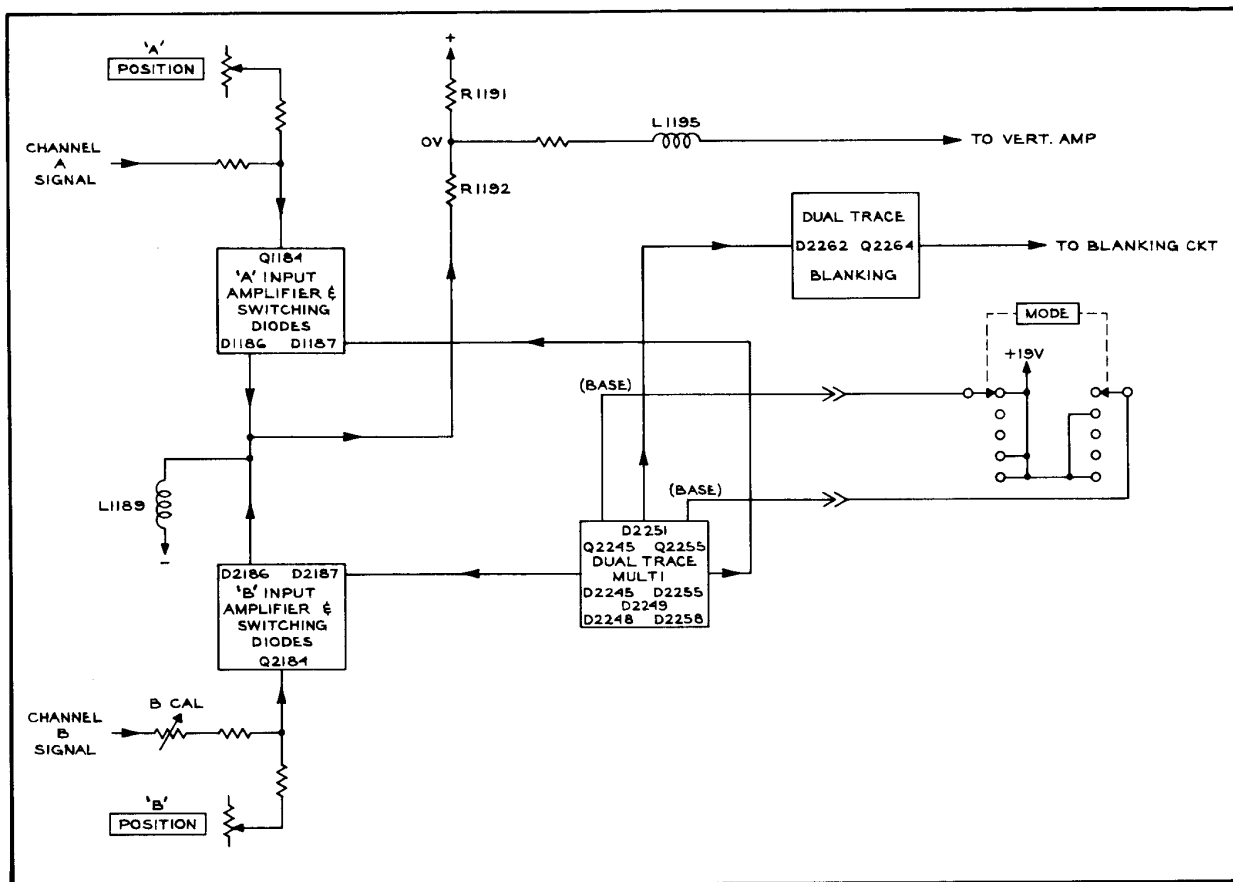 'A'
POSITION
CHANNEL
A
SIGNAL
+
R1191
0V
R1192
L1195
TO VERT. AMP
Q1184
'A' INPUT
AMPLIFIER &
SWITCHING
DIODES
D1186 D1187
DUAL TRACE
D2262 Q2264
BLANKING
TO BLANKING CKT
MODE
+19V
(BASE)
(BASE)
L1189
-
D2251
Q2245 Q2255
DUAL TRACE
MULTI
D2245 D2255
D2249
D2248 D2258
D2186 D2187
'B' INPUT
AMPLIFIER &
SWITCHING
DIODES
Q2184
B CAL
CHANNEL
B
SIGNAL
'B'
POSITION